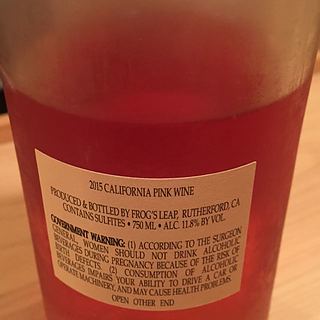 2015 CALIFORNIA PINK WINE
PRODUCED & BOTTLED BY FROG'S LEAP, RUTHERFORD, CA
CONTAINS SULFITES • 750 ML • ALC. 11.8% BY VOL.
GOVERNMENT WARNING: (1) ACCORDING TO THE SURGEON
GENERAL, WOMEN SHOULD NOT DRINK ALCOHOLIC
BEVERAGES DURING PREGNANCY BECAUSE OF THE RISK OF
BIRTH DEFECTS. (2) CONSUMPTION OF ALCOHOLIC
BEVERAGES IMPAIRS YOUR ABILITY TO DRIVE A CAR OR
OPERATE MACHINERY, AND MAY CAUSE HEALTH PROBLEMS.
OPEN OTHER END